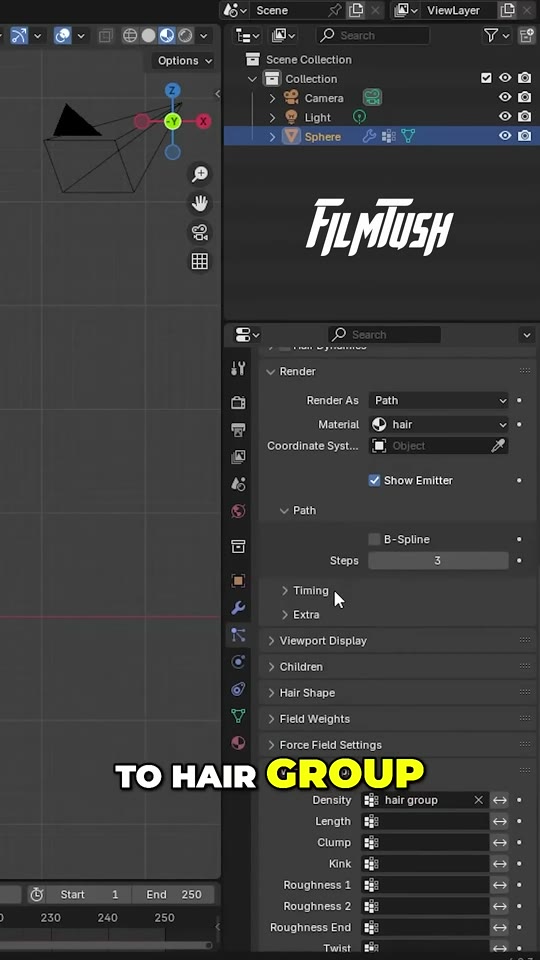 Scene
ViewLayer
Options
Search
Scene Collection
Collection
Camera
Light
Sphere
Z
-Y
X
FILMTUSH
Search
Render
Render As
Path
Material
hair
Coordinate Syst...
Object
Show Emitter
Path
B-Spline
Steps
3
Timing
Extra
Viewport Display
Children
Hair Shape
Field Weights
Force Field Settings
TO HAIR GROUP
Density
hair group
Length
Clump
Kink
Roughness 1
Roughness 2
Roughness End
Twist
Start 1
End 250
230
240
250